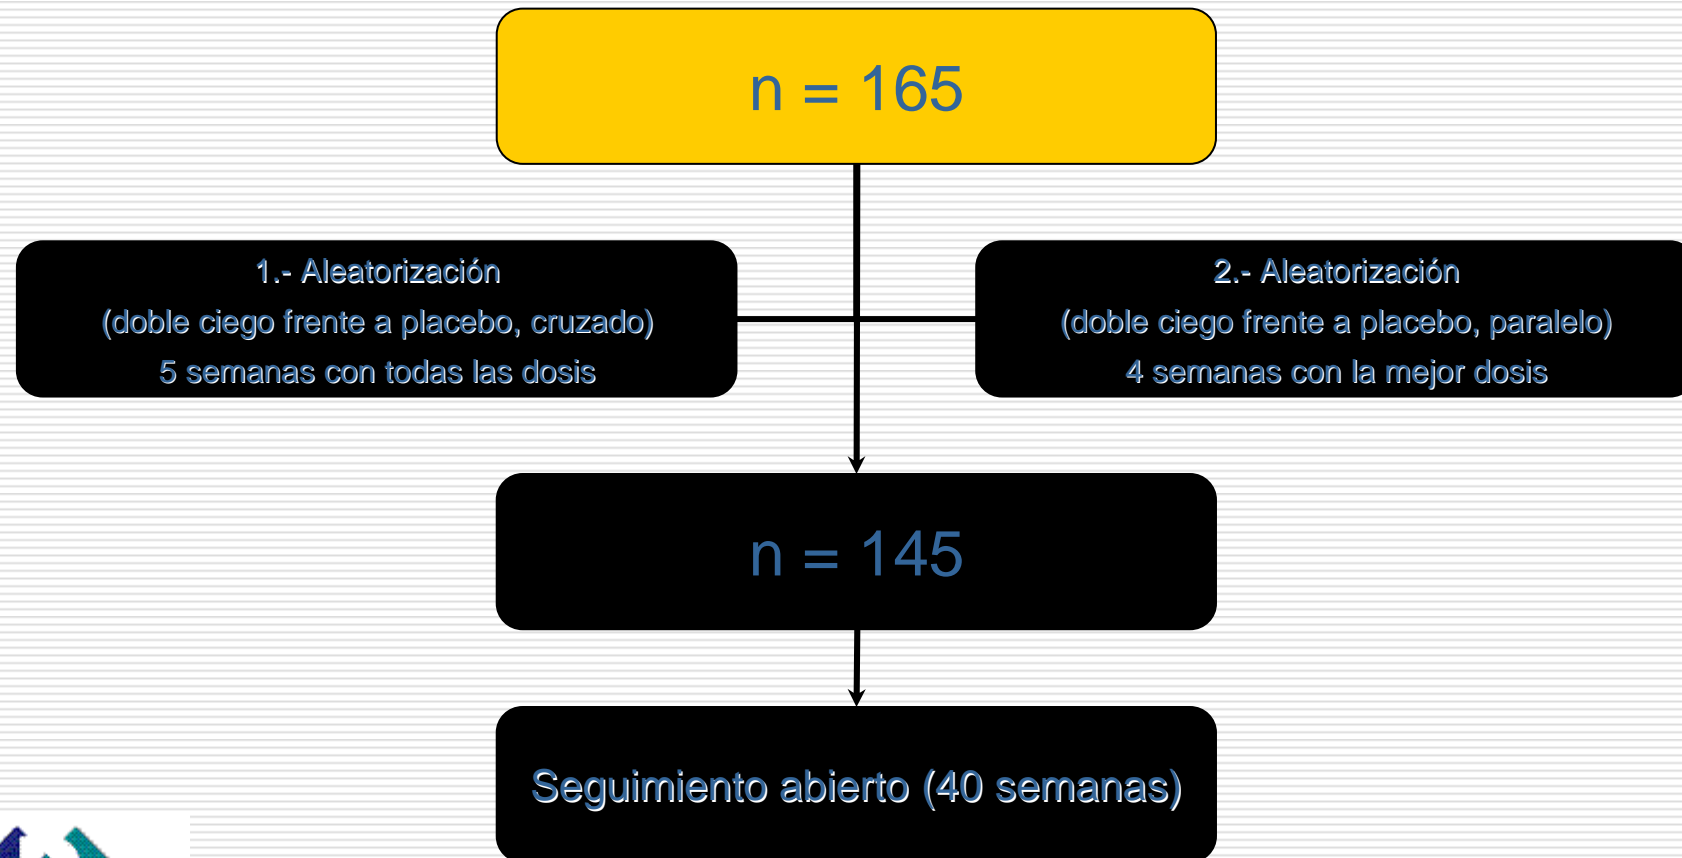 n = 165
1.- Aleatorización
(doble ciego frente a placebo, cruzado)
5 semanas con todas las dosis
2.- Aleatorización
(doble ciego frente a placebo, paralelo)
4 semanas con la mejor dosis
n = 145
Seguimiento abierto (40 semanas)